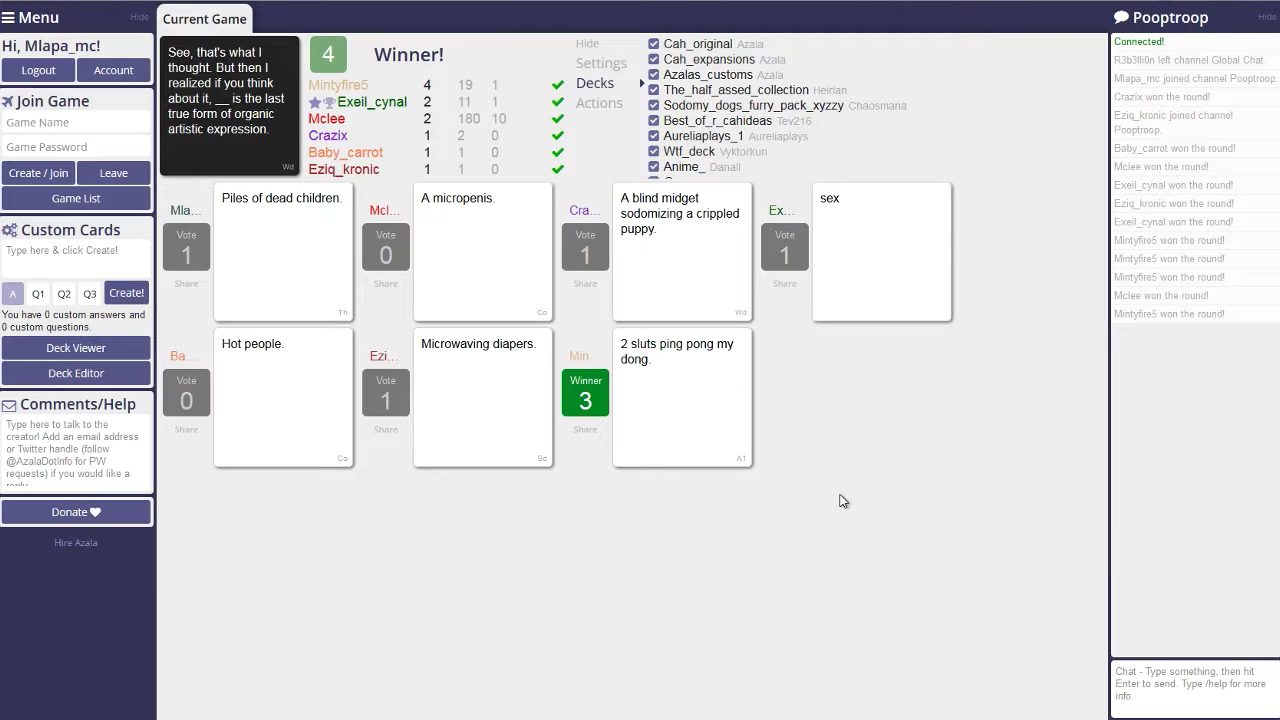 Menu
Hide
Hi, Mlapa_mc!
Logout
Account
Join Game
Game Name
Game Password
Create / Join
Leave
Game List
Custom Cards
Type here & click Create!
A
Q1
Q2
Q3
Create!
You have 0 custom answers and
0 custom questions.
Deck Viewer
Deck Editor
Comments/Help
Type here to talk to the
creator! Add an email address
or Twitter handle (follow
@AzalaDotInfo for PW
requests) if you would like a
reply
Donate
Hire Azala
Current Game
See, that's what I
thought. But then I
realized if you think
about it, __ is the last
true form of organic
artistic expression.
Wd
4
Winner!
Mintyfire5 4 19 1
Exeil_cynal 2 11 1
Mclee 2 180 10
Crazix 1 2 0
Baby_carrot 1 1 0
Eziq_kronic 1 1 0
Hide
Settings
Decks
Actions
Cah_original Azala
Cah_expansions Azala
Azalas_customs Azala
The_half_assed_collection Heirlan
Sodomy_dogs_furry_pack_xyzzy Chaosmana
Best_of_r_cahideas Tev216
Aureliaplays_1 Aureliaplays
Wtf_deck Vyktorkun
Anime_ Danall
Mla...
Vote
1
Share
Piles of dead children.
Th
Mcl...
Vote
0
Share
A micropenis.
Co
Cra...
Vote
1
Share
A blind midget
sodomizing a crippled
puppy.
Wd
Ex...
Vote
1
Share
sex
Ba...
Vote
0
Share
Hot people.
Co
Ezi...
Vote
1
Share
Microwaving diapers.
Sd
Min
Winner
3
Share
2 sluts ping pong my
dong.
A1
Pooptroop
Hide
Connected!
R3b3lli0n left channel Global Chat.
Mlapa_mc joined channel Pooptroop.
Crazix won the round!
Eziq_kronic joined channel
Pooptroop.
Baby_carrot won the round!
Mclee won the round!
Exeil_cynal won the round!
Eziq_kronic won the round!
Exeil_cynal won the round!
Mintyfire5 won the round!
Mintyfire5 won the round!
Mintyfire5 won the round!
Mclee won the round!
Mintyfire5 won the round!
Chat - Type something, then hit
Enter to send. Type /help for more
info.